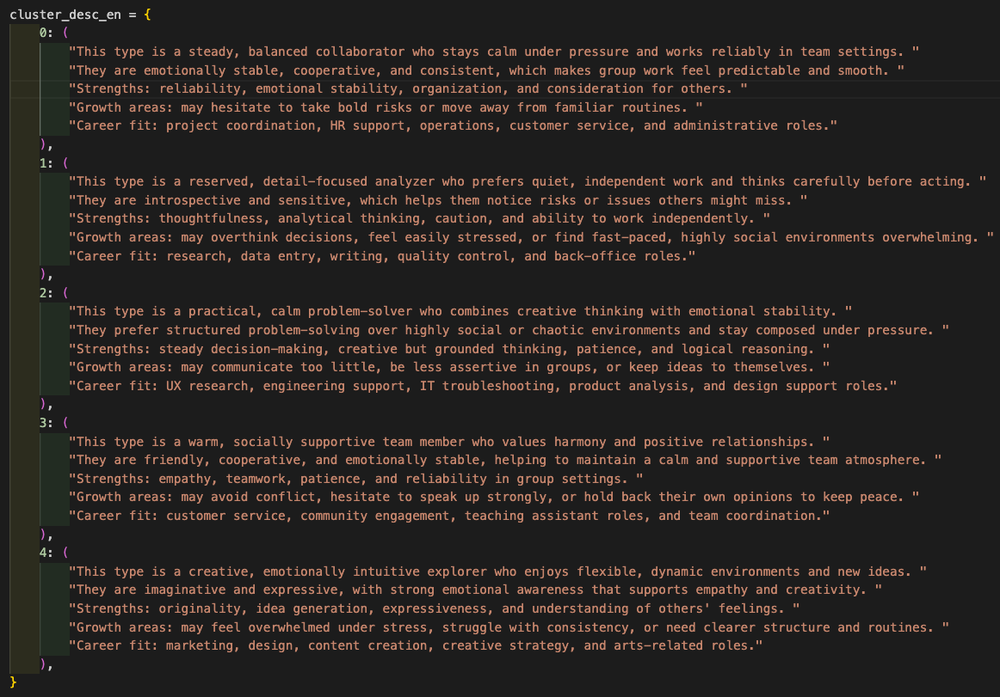 cluster_desc_en = {
0: (
"This type is a steady, balanced collaborator who stays calm under pressure and works reliably in team settings. "
"They are emotionally stable, cooperative, and consistent, which makes group work feel predictable and smooth. "
"Strengths: reliability, emotional stability, organization, and consideration for others. "
"Growth areas: may hesitate to take bold risks or move away from familiar routines. "
"Career fit: project coordination, HR support, operations, customer service, and administrative roles."
),
1: (
"This type is a reserved, detail-focused analyzer who prefers quiet, independent work and thinks carefully before acting. "
"They are introspective and sensitive, which helps them notice risks or issues others might miss. "
"Strengths: thoughtfulness, analytical thinking, caution, and ability to work independently. "
"Growth areas: may overthink decisions, feel easily stressed, or find fast-paced, highly social environments overwhelming. "
"Career fit: research, data entry, writing, quality control, and back-office roles."
),
2: (
"This type is a practical, calm problem-solver who combines creative thinking with emotional stability. "
"They prefer structured problem-solving over highly social or chaotic environments and stay composed under pressure. "
"Strengths: steady decision-making, creative but grounded thinking, patience, and logical reasoning. "
"Growth areas: may communicate too little, be less assertive in groups, or keep ideas to themselves. "
"Career fit: UX research, engineering support, IT troubleshooting, product analysis, and design support roles."
),
3: (
"This type is a warm, socially supportive team member who values harmony and positive relationships. "
"They are friendly, cooperative, and emotionally stable, helping to maintain a calm and supportive team atmosphere. "
"Strengths: empathy, teamwork, patience, and reliability in group settings. "
"Growth areas: may avoid conflict, hesitate to speak up strongly, or hold back their own opinions to keep peace. "
"Career fit: customer service, community engagement, teaching assistant roles, and team coordination."
),
4: (
"This type is a creative, emotionally intuitive explorer who enjoys flexible, dynamic environments and new ideas. "
"They are imaginative and expressive, with strong emotional awareness that supports empathy and creativity. "
"Strengths: originality, idea generation, expressiveness, and understanding of others' feelings. "
"Growth areas: may feel overwhelmed under stress, struggle with consistency, or need clearer structure and routines. "
"Career fit: marketing, design, content creation, creative strategy, and arts-related roles."
),
}